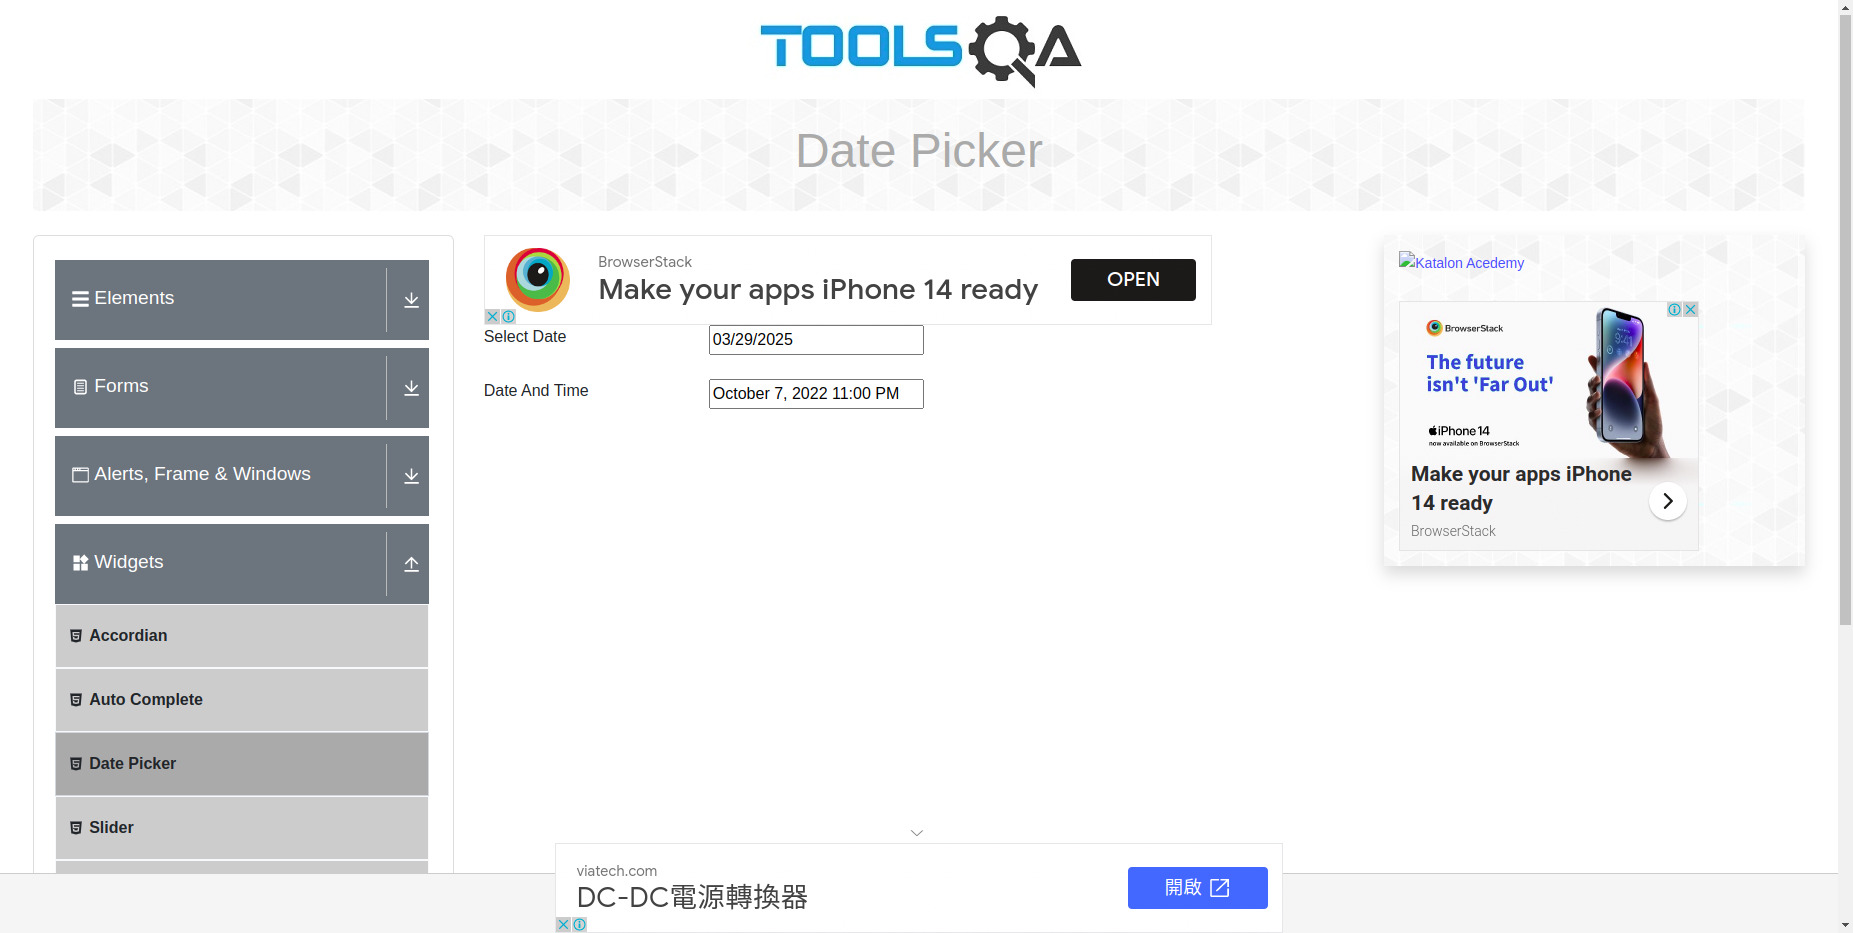 TOOLSQA
Date Picker
Elements
Forms
Alerts, Frame & Windows
Widgets
Accordian
Auto Complete
Date Picker
Slider
BrowserStack
Make your apps iPhone 14 ready
OPEN
Select Date
03/29/2025
Date And Time
October 7, 2022 11:00 PM
Katalon Acedemy
BrowserStack
The future
isn't 'Far Out'
iPhone 14
now available on BrowserStack
9:41
Make your apps iPhone
14 ready
BrowserStack
viatech.com
DC-DC電源轉換器
開啟